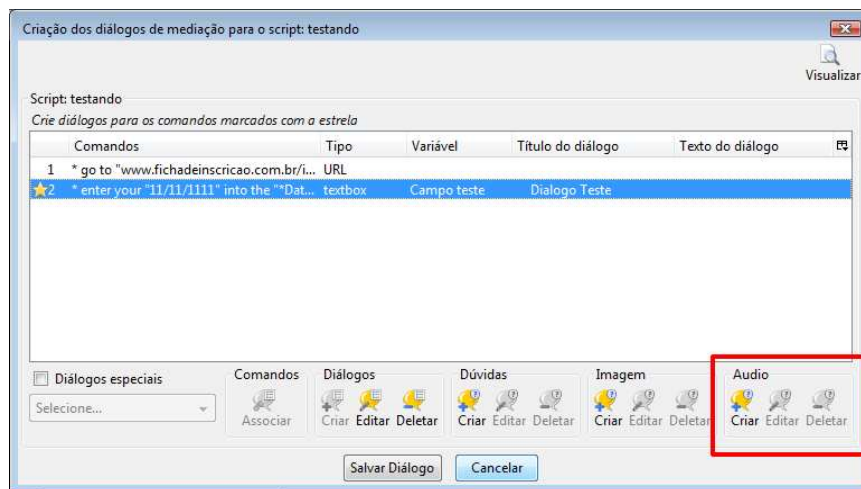 Criação dos diálogos de mediação para o script: testando
Visualizar
Script: testando
Crie diálogos para os comandos marcados com a estrela
Comandos Tipo Variável Título do diálogo Texto do diálogo
1 * go to "www.fichadeinscricao.com.br/i... URL
2 * enter your "11/11/1111" into the "*Dat... textbox Campo teste Dialogo Teste
Diálogos especiais
Selecione...
Comandos
Associar
Diálogos
Criar Editar Deletar
Dúvidas
Criar Editar Deletar
Imagem
Criar Editar Deletar
Audio
Criar Editar Deletar
Salvar Diálogo Cancelar